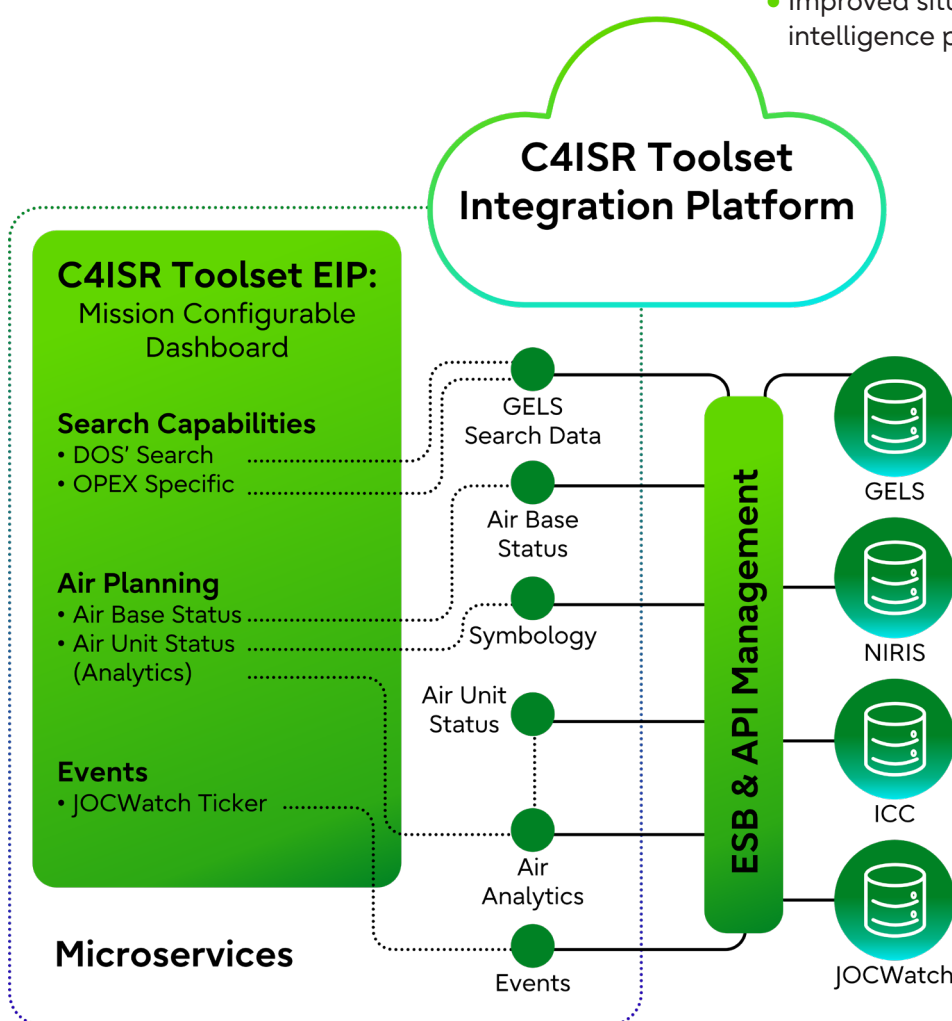 • Improved
intelligence
C4ISR Toolset
Integration Platform
C4ISR Toolset EIP:
Mission Configurable
Dashboard
Search Capabilities
• DOS’ Search
• OPEX Specific
Air Planning
• Air Base Status
• Air Unit Status
(Analytics)
Events
• JOCWatch Ticker
Microservices
GELS
Search Data
Air Base
Status
Symbology
Air Unit
Status
Air
Analytics
Events
ESB & API Management
GELS
NIRIS
ICC
JOCWatch